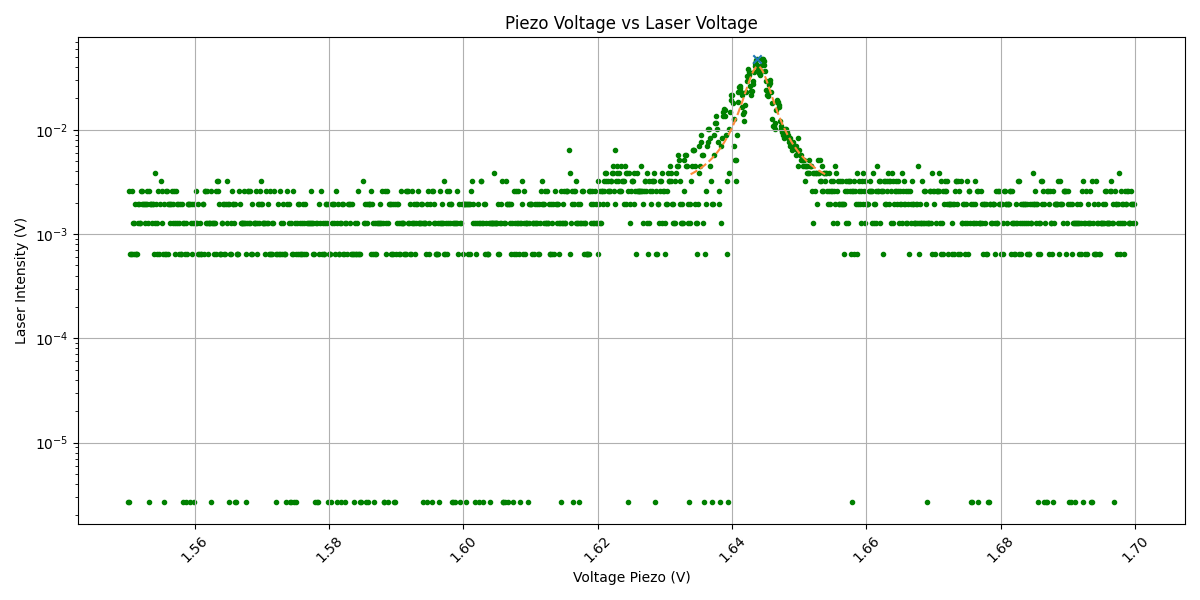 Piezo Voltage vs Laser Voltage
Laser Intensity (V)
10⁻²
10⁻³
10⁻⁴
10⁻⁵
1.56 1.58 1.60 1.62 1.64 1.66 1.68 1.70
Voltage Piezo (V)